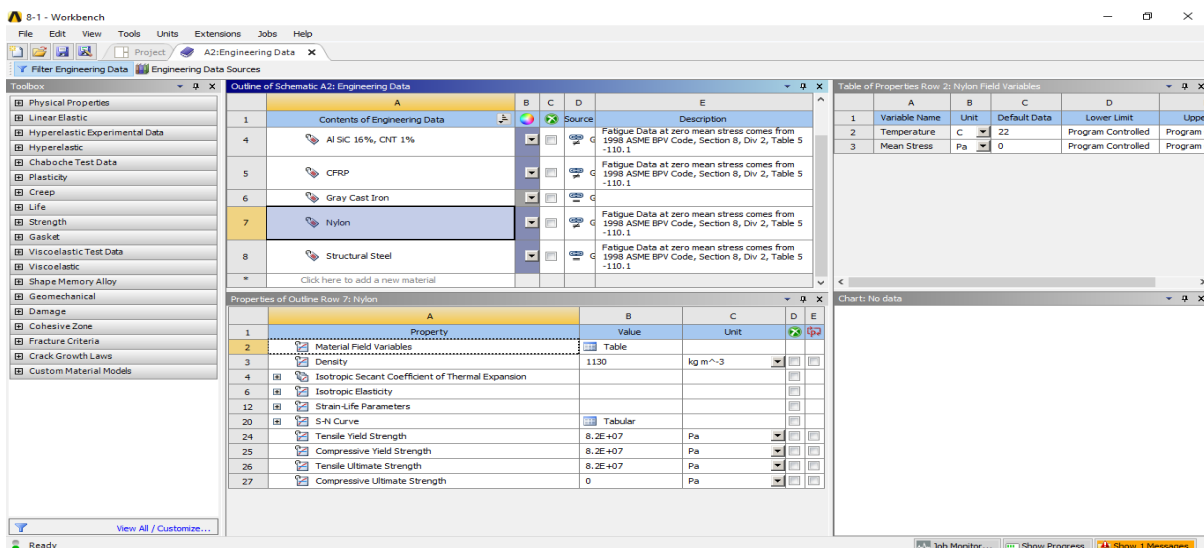 8-1 - Workbench
File Edit View Tools Units Extensions Jobs Help
Project A2:Engineering Data
Filter Engineering Data Engineering Data Sources
Toolbox
Physical Properties
Linear Elastic
Hyperelastic Experimental Data
Hyperelastic
Chaboche Test Data
Plasticity
Creep
Life
Strength
Gasket
Viscoelastic Test Data
Viscoelastic
Shape Memory Alloy
Geomechanical
Damage
Cohesive Zone
Fracture Criteria
Crack Growth Laws
Custom Material Models
View All / Customize...
Outline of Schematic A2: Engineering Data
A B C D E
1 Contents of Engineering Data Source Description
4 Al SiC 16%, CNT 1% G Fatigue Data at zero mean stress comes from
1998 ASME BPV Code, Section 8, Div 2, Table 5
-110.1
5 CFRP G Fatigue Data at zero mean stress comes from
1998 ASME BPV Code, Section 8, Div 2, Table 5
-110.1
6 Gray Cast Iron G
7 Nylon G Fatigue Data at zero mean stress comes from
1998 ASME BPV Code, Section 8, Div 2, Table 5
-110.1
8 Structural Steel G Fatigue Data at zero mean stress comes from
1998 ASME BPV Code, Section 8, Div 2, Table 5
-110.1
* Click here to add a new material
Properties of Outline Row 7: Nylon
A B C D E
1 Property Value Unit
2 Material Field Variables Table
3 Density 1130 kg m^-3
4 Isotropic Secant Coefficient of Thermal Expansion
6 Isotropic Elasticity
12 Strain-Life Parameters
20 S-N Curve Tabular
24 Tensile Yield Strength 8.2E+07 Pa
25 Compressive Yield Strength 8.2E+07 Pa
26 Tensile Ultimate Strength 8.2E+07 Pa
27 Compressive Ultimate Strength 0 Pa
Table of Properties Row 2: Nylon Field Variables
A B C D
1 Variable Name Unit Default Data Lower Limit Uppe
2 Temperature C 22 Program Controlled Program
3 Mean Stress Pa 0 Program Controlled Program
Chart: No data
Ready
Job Monitor... Show Progress Show 1 Messages